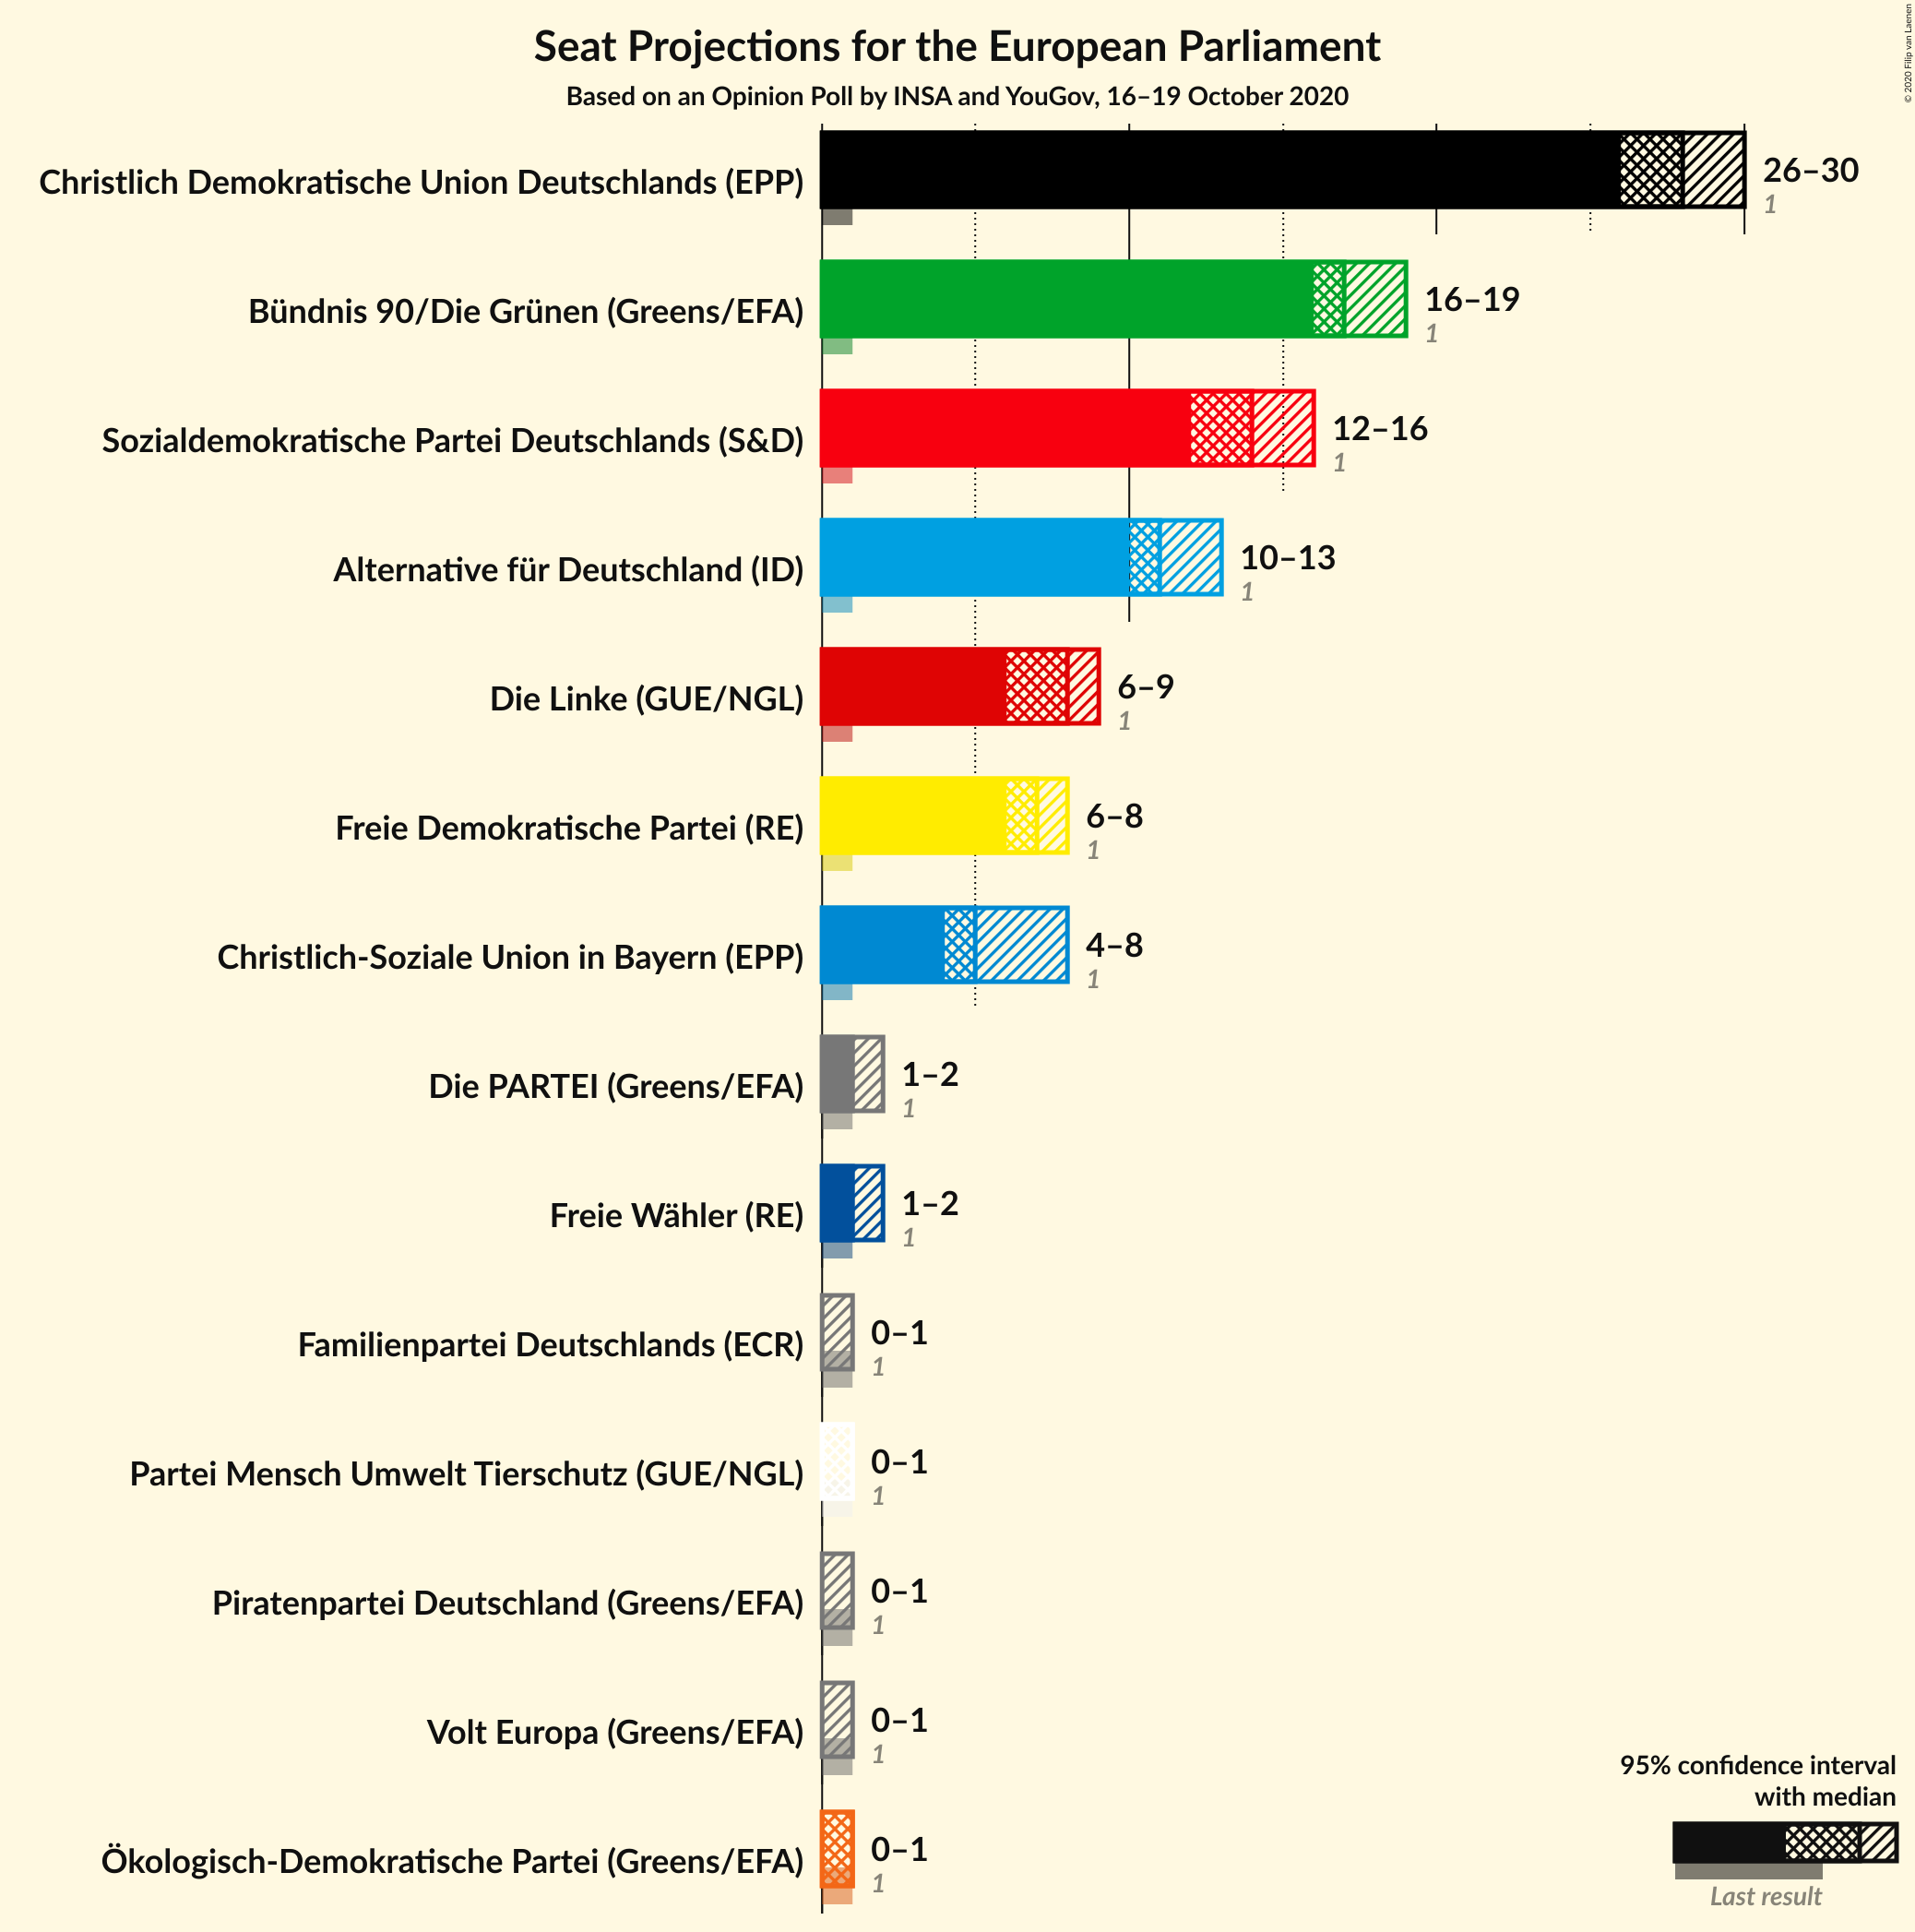 Seat Projections for the European Parliament
Based on an Opinion Poll by INSA and YouGov, 16–19 October 2020
© 2020 Filip van Laenen
Christlich Demokratische Union Deutschlands (EPP)
26–30
1
Bündnis 90/Die Grünen (Greens/EFA)
16–19
1
Sozialdemokratische Partei Deutschlands (S&D)
12–16
1
Alternative für Deutschland (ID)
10–13
1
Die Linke (GUE/NGL)
6–9
1
Freie Demokratische Partei (RE)
6–8
1
Christlich-Soziale Union in Bayern (EPP)
4–8
1
Die PARTEI (Greens/EFA)
1–2
1
Freie Wähler (RE)
1–2
1
Familienpartei Deutschlands (ECR)
0–1
1
Partei Mensch Umwelt Tierschutz (GUE/NGL)
0–1
1
Piratenpartei Deutschland (Greens/EFA)
0–1
1
Volt Europa (Greens/EFA)
0–1
1
Ökologisch-Demokratische Partei (Greens/EFA)
0–1
1
95% confidence interval
with median
Last result